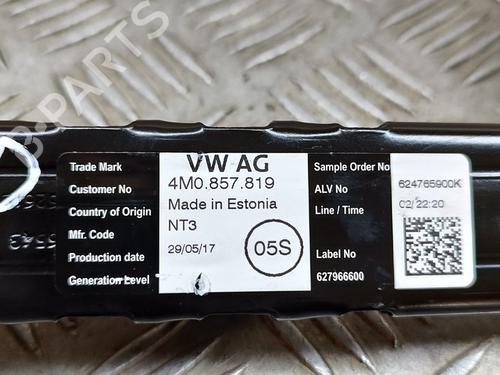 B-PARTS
Trade Mark VW AG
Customer No 4M0.857.819
Country of Origin Made in Estonia
Mfr. Code NT3
Production date 29/05/17
Generation Level
05S
Sample Order No
ALV No 624765900K
Line / Time 02/ 22:20
Label No
627966600